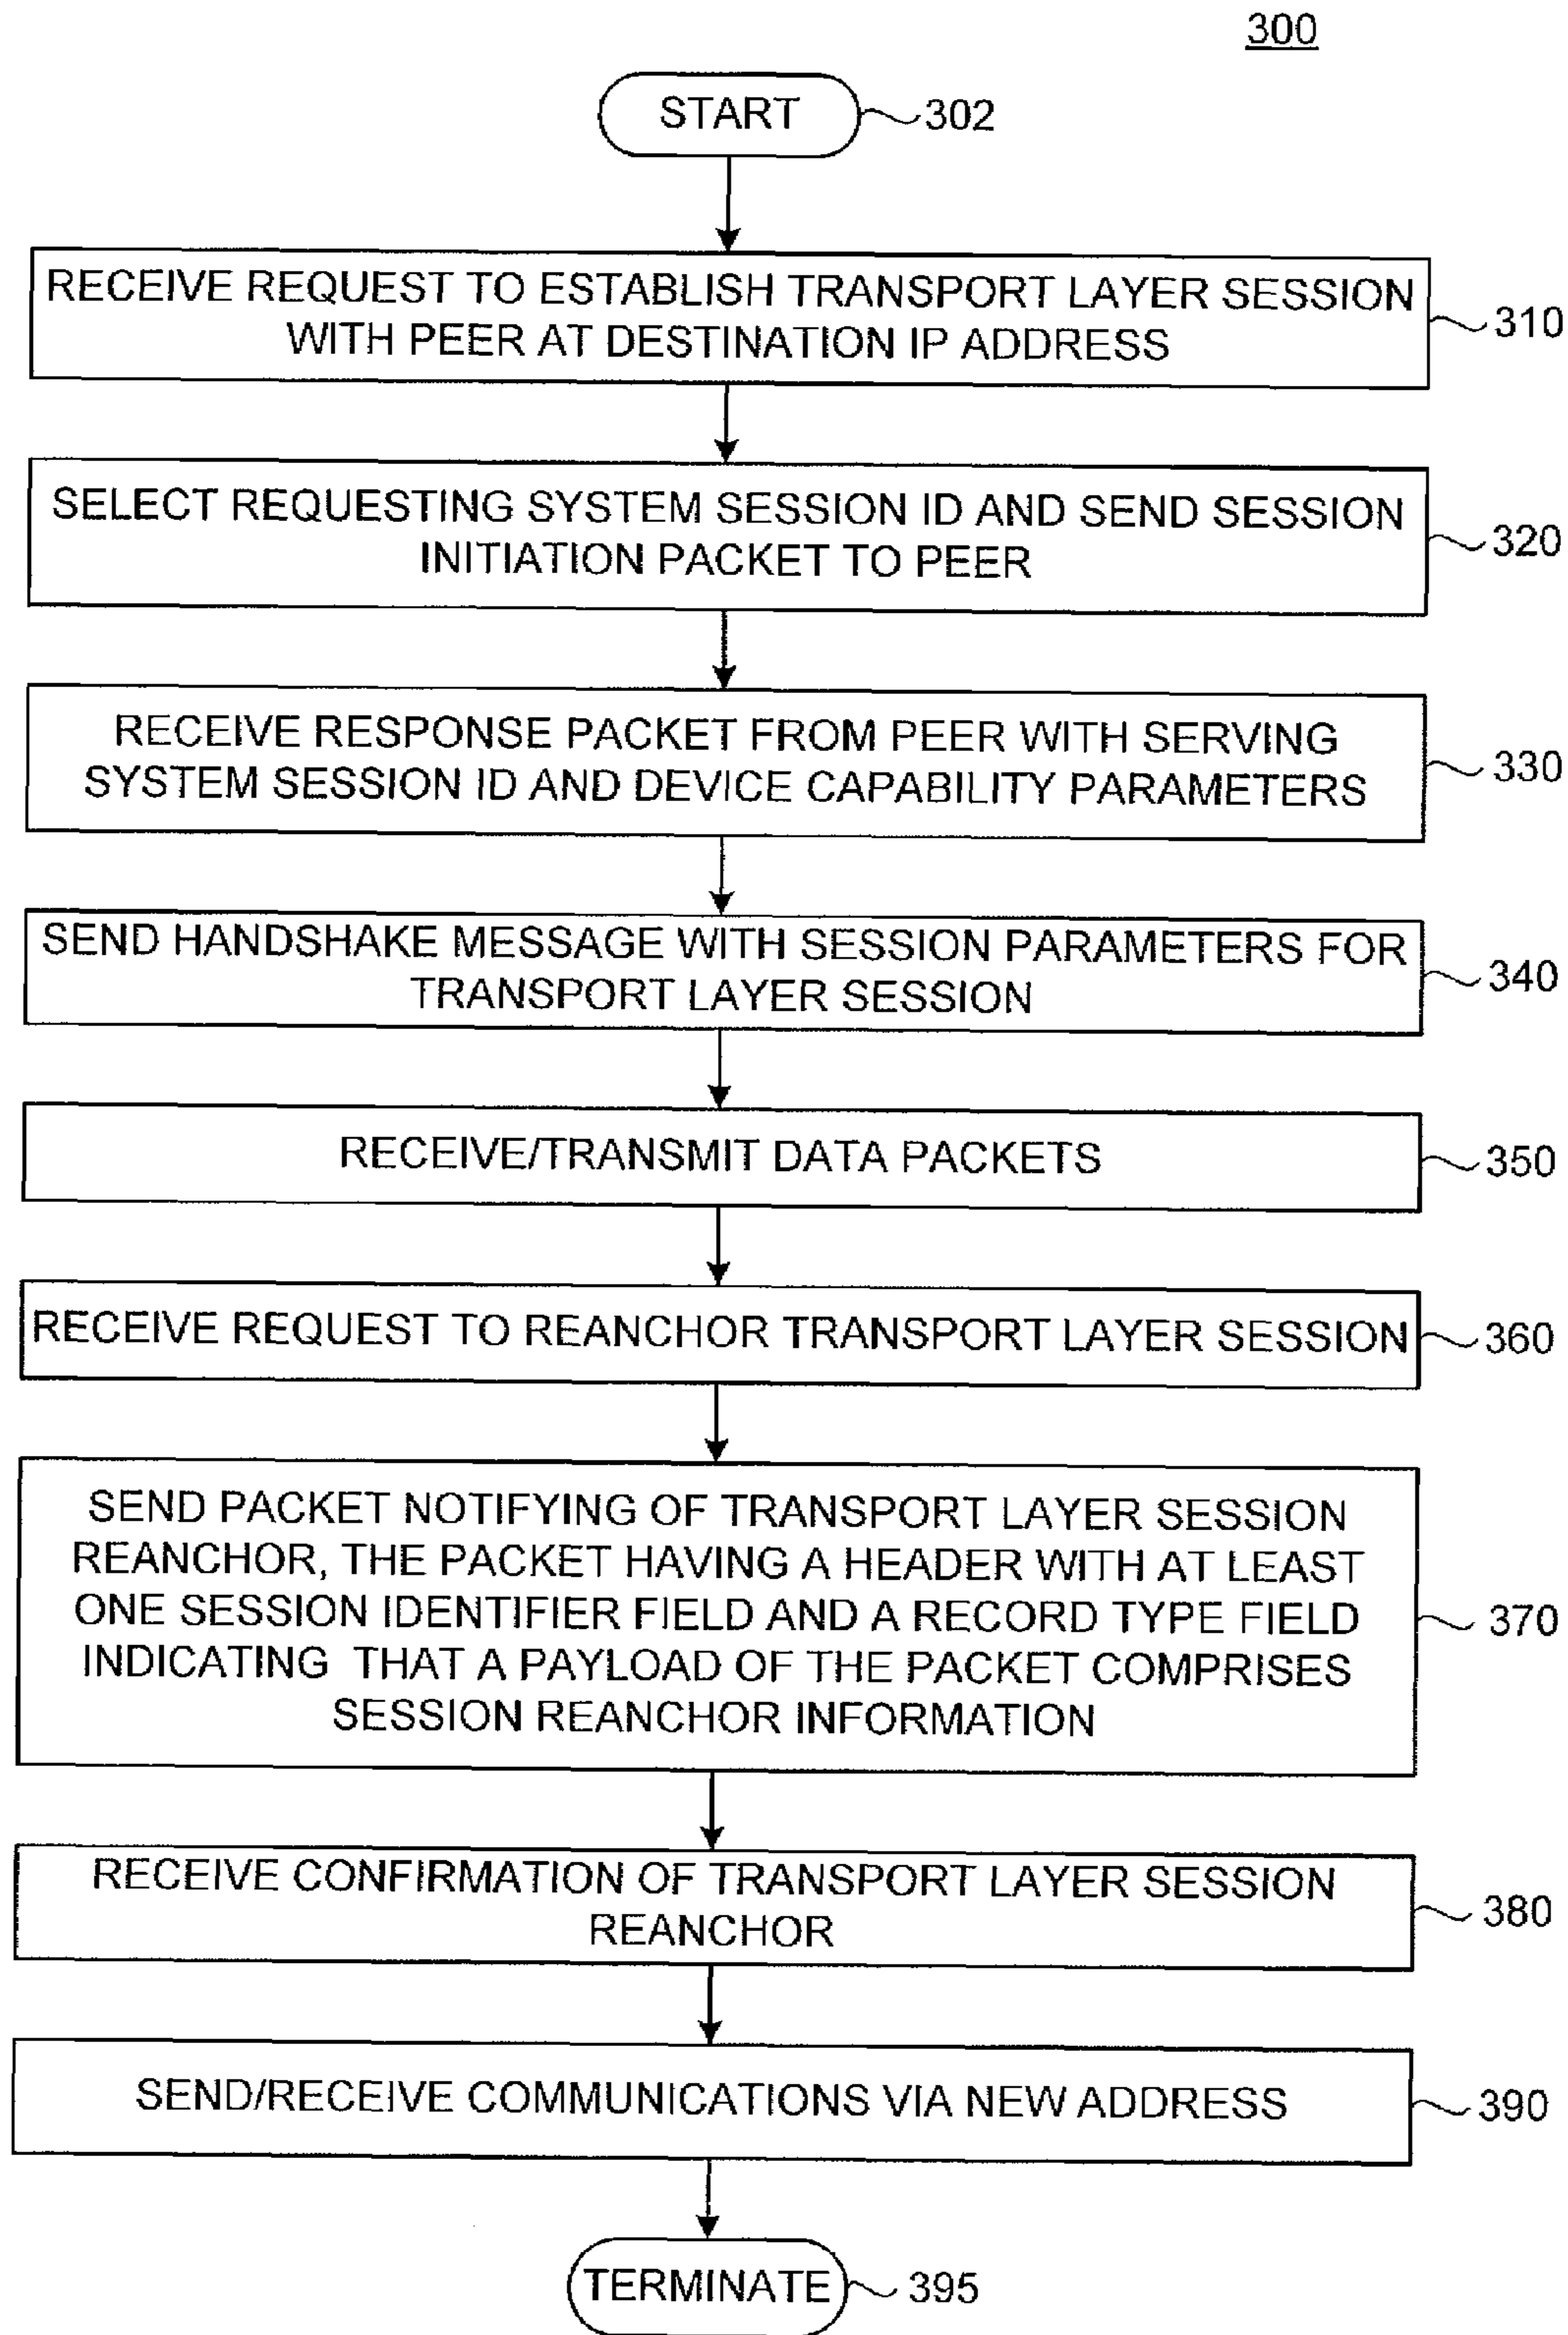 300
START
302
RECEIVE REQUEST TO ESTABLISH TRANSPORT LAYER SESSION
WITH PEER AT DESTINATION IP ADDRESS
310
SELECT REQUESTING SYSTEM SESSION ID AND SEND SESSION
INITIATION PACKET TO PEER
320
RECEIVE RESPONSE PACKET FROM PEER WITH SERVING
SYSTEM SESSION ID AND DEVICE CAPABILITY PARAMETERS
330
SEND HANDSHAKE MESSAGE WITH SESSION PARAMETERS FOR
TRANSPORT LAYER SESSION
340
RECEIVE/TRANSMIT DATA PACKETS
350
RECEIVE REQUEST TO REANCHOR TRANSPORT LAYER SESSION
360
SEND PACKET NOTIFYING OF TRANSPORT LAYER SESSION
REANCHOR, THE PACKET HAVING A HEADER WITH AT LEAST
ONE SESSION IDENTIFIER FIELD AND A RECORD TYPE FIELD
INDICATING THAT A PAYLOAD OF THE PACKET COMPRISES
SESSION REANCHOR INFORMATION
370
RECEIVE CONFIRMATION OF TRANSPORT LAYER SESSION
REANCHOR
380
SEND/RECEIVE COMMUNICATIONS VIA NEW ADDRESS
390
TERMINATE
395